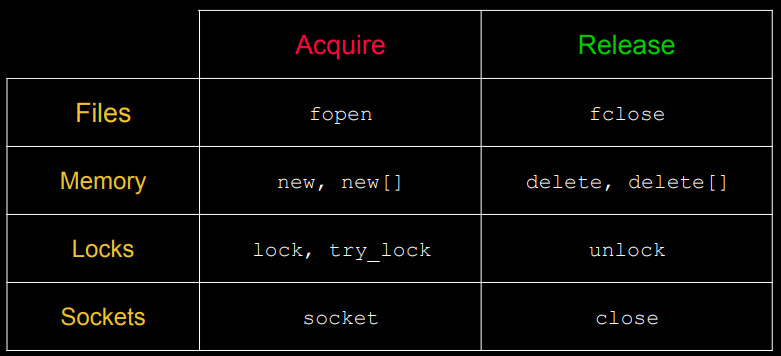 Acquire Release
Files fopen fclose
Memory new, new[] delete, delete[]
Locks lock, try_lock unlock
Sockets socket close